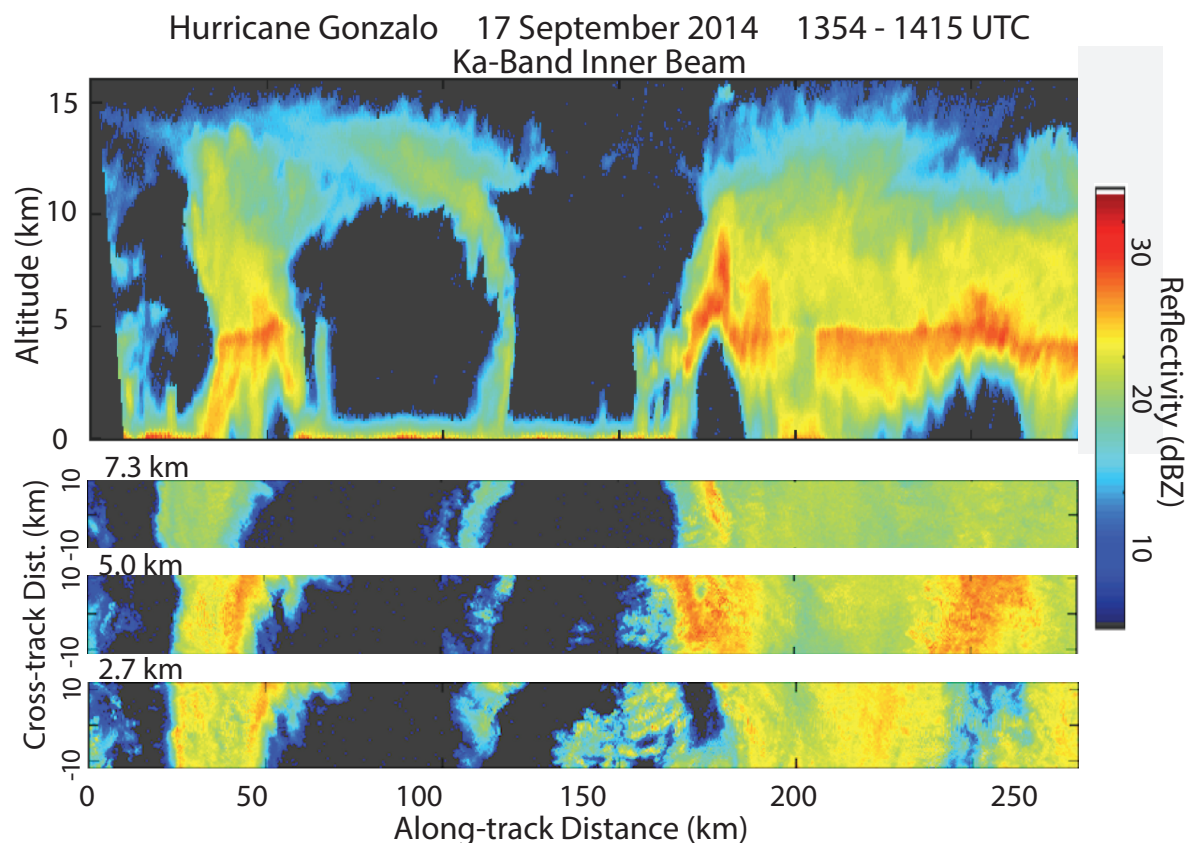 Hurricane Gonzalo 17 September 2014 1354 - 1415 UTC
Ka-Band Inner Beam
15
10
5
0
Altitude (km)
30
20
10
Reflectivity (dBZ)
7.3 km
10
-10
5.0 km
10
-10
2.7 km
10
-10
Cross-track Dist. (km)
0 50 100 150 200 250
Along-track Distance (km)